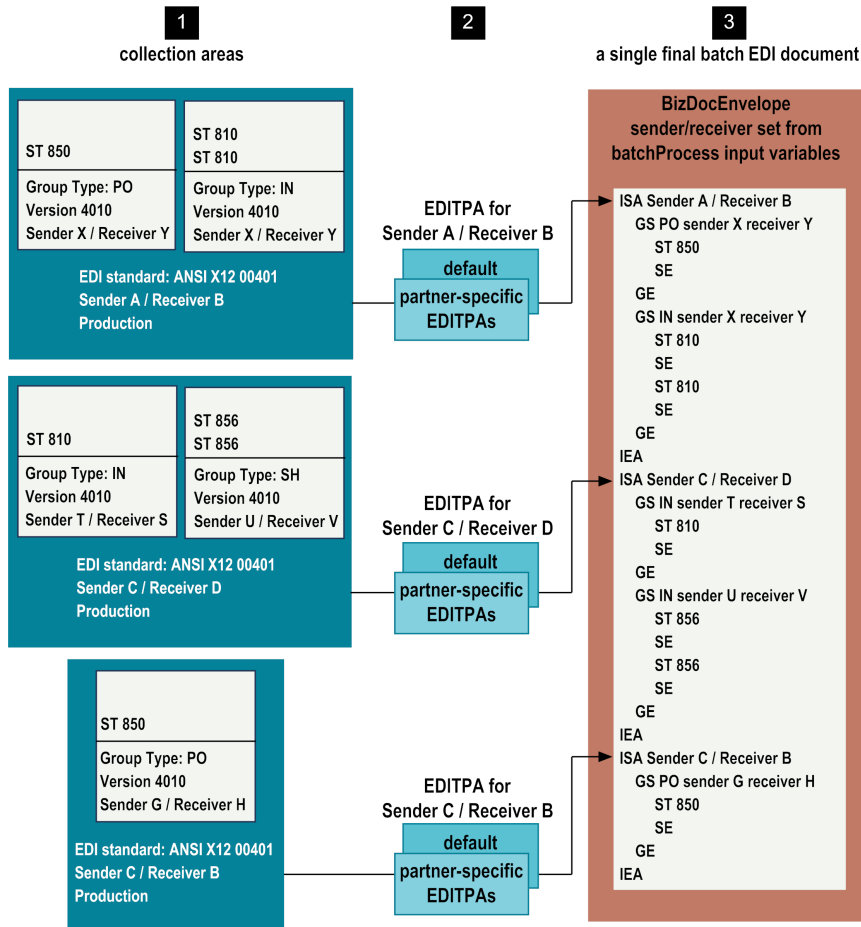 1
collection areas
2
3
a single final batch EDI document
ST 850
Group Type: PO
Version 4010
Sender X / Receiver Y
ST 810
ST 810
Group Type: IN
Version 4010
Sender X / Receiver Y
EDI standard: ANSI X12 00401
Sender A / Receiver B
Production
EDITPA for
Sender A / Receiver B
default
partner-specific
EDITPAs
ST 810
Group Type: IN
Version 4010
Sender T / Receiver S
ST 856
ST 856
Group Type: SH
Version 4010
Sender U / Receiver V
EDI standard: ANSI X12 00401
Sender C / Receiver D
Production
EDITPA for
Sender C / Receiver D
default
partner-specific
EDITPAs
ST 850
Group Type: PO
Version 4010
Sender G / Receiver H
EDI standard: ANSI X12 00401
Sender C / Receiver B
Production
EDITPA for
Sender C / Receiver B
default
partner-specific
EDITPAs
BizDocEnvelope
sender/receiver set from
batchProcess input variables
ISA Sender A / Receiver B
GS PO sender X receiver Y
ST 850
SE
GE
GS IN sender X receiver Y
ST 810
SE
ST 810
SE
GE
IEA
ISA Sender C / Receiver D
GS IN sender T receiver S
ST 810
SE
GE
GS IN sender U receiver V
ST 856
SE
ST 856
SE
GE
IEA
ISA Sender C / Receiver B
GS PO sender G receiver H
ST 850
SE
GE
IEA